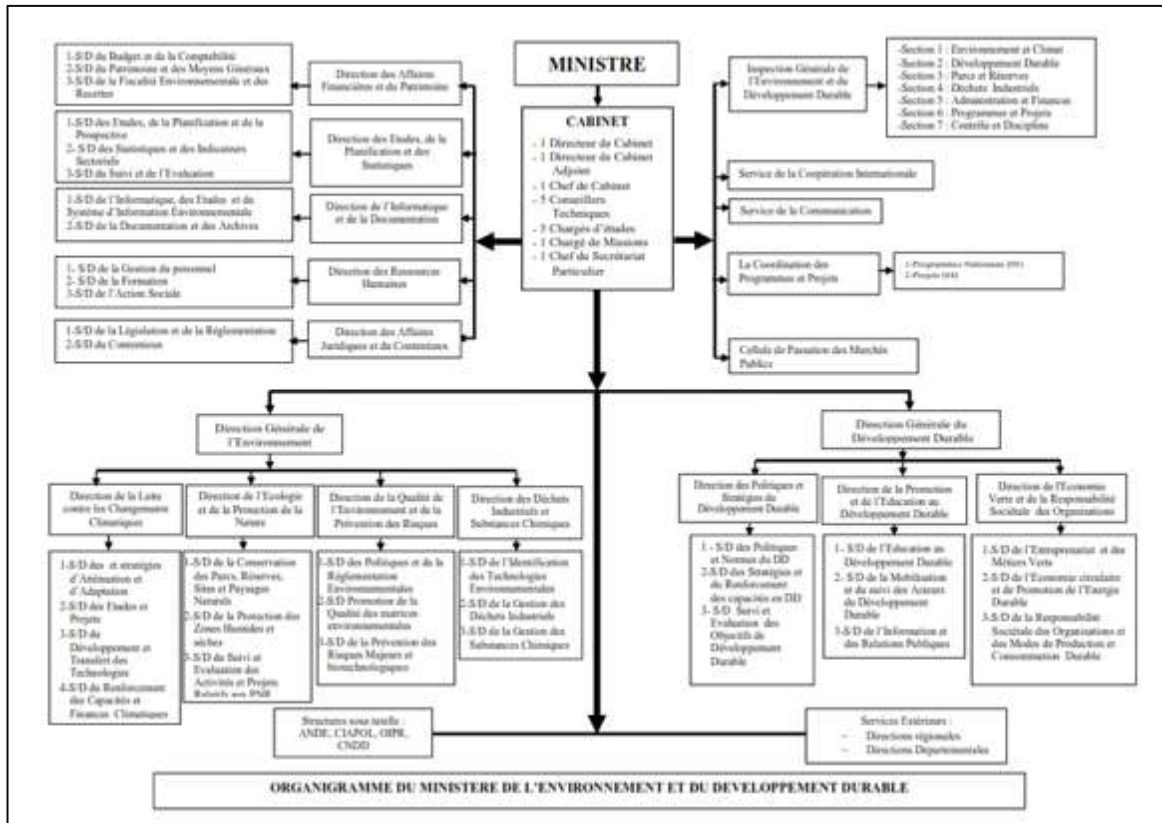 MINISTRE
CABINET
- 1 Directeur de Cabinet
- 1 Directeur de Cabinet
Adjoint
- 1 Chef de Cabinet
- 5 Conseillers
Techniques
- 3 Chargés d'études
- 1 Chargé de Missions
- 1 Chef du Secrétariat
Particulier
1-S/D du Budget et de la Comptabilité
2-S/D du Patrimoine et des Moyens Généraux
3-S/D de la Fiscalité Environnementale et des
Recettes
Direction des Affaires
Financières et du Patrimoine
1-S/D des Etudes, de la Planification et de la
Prospective
2- S/D des Statistiques et des Indicateurs
Sectoriels
3-S/D du Suivi et de l'Evaluation
Direction des Etudes, de la
Planification et des
Statistiques
1-S/D de l'Informatique, des Etudes et du
Système d'Information Environnementale
2-S/D de la Documentation et des Archives
Direction de l'Informatique
et de la Documentation
1- S/D de la Gestion du personnel
2- S/D de la Formation
3-S/D de l'Action Sociale
Direction des Ressources
Humaines
1-S/D de la Législation et de la Réglementation
2-S/D du Contentieux
Direction des Affaires
Juridiques et du Contentieux
Inspection Générale de
l'Environnement et du
Développement Durable
-Section 1 : Environnement et Climat
-Section 2 : Développement Durable
-Section 3 : Parcs et Réserves
-Section 4 : Déchets Industriels
-Section 5 : Administration et Finances
-Section 6 : Programmes et Projets
-Section 7 : Contrôle et Discipline
Service de la Coopération Internationale
Service de la Communication
La Coordination des
Programmes et Projets
1-Programmes Nationaux
2-Projets
Cellule de Passation des Marchés
Publics
Direction Générale de
l'Environnement
Direction de la Lutte
contre les Changements
Climatiques
1-S/D des et stratégies
d'Atténuation et
d'Adaptation
2-S/D des Etudes et
Projets
3-S/D du
Développement et
Transfert des
Technologies
4-S/D du Renforcement
des Capacités et
Finances Climatiques
Direction de l'Ecologie
et de la Protection de la
Nature
1-S/D de la Conservation
des Parcs, Réserves,
Sites et Paysages
Naturels
2-S/D de la Protection des
Zones Humides et
sèches
3-S/D du Suivi et
Evaluation des
Activités et Projets
Direction de la Qualité de
l'Environnement et de la
Prévention des Risques
1-S/D des Politiques et de la
Réglementation
Environnementales
2-S/D Promotion de la
Qualité des matrices
environnementales
3-S/D de la Prévention des
Risques Majeurs et
biotechnologiques
Direction des Déchets
Industriels et
Substances Chimiques
1-S/D de l'Identification
des Technologies
Environnementales
2-S/D de la Gestion des
Déchets Industriels
3-S/D de la Gestion des
Substances Chimiques
Direction Générale du
Développement Durable
Direction des Politiques et
Stratégies du
Développement Durable
1 - S/D des Politiques
et Normes du DD
2-S/D des Stratégies et
du Renforcement
des capacités en DD
3- S/D Suivi et
Evaluation des
Objectifs de
Développement
Durable
Direction de la Promotion
et de l'Education au
Développement Durable
1 - S/D de l'Education au
Développement Durable
2- S/D de la Mobilisation
et du suivi des Acteurs
du Développement
Durable
3-S/D de l'Information et
des Relations Publiques
Direction de l'Economie
Verte et de la Responsabilité
Sociétale des Organisations
1-S/D de l'Entreprenariat et des
Métiers Verts
2-S/D de l'Economie circulaire
et de Promotion de l'Energie
Durable
3-S/D de la Responsabilité
Sociétale des Organisations et
des Modes de Production et
Consommation Durable
Structures sous tutelle :
ANDE, CIAPOL, OIPR,
CNDD
Services Extérieurs :
- Directions régionales
- Directions Départementales
ORGANIGRAMME DU MINISTERE DE L'ENVIRONNEMENT ET DU DEVELOPPEMENT DURABLE